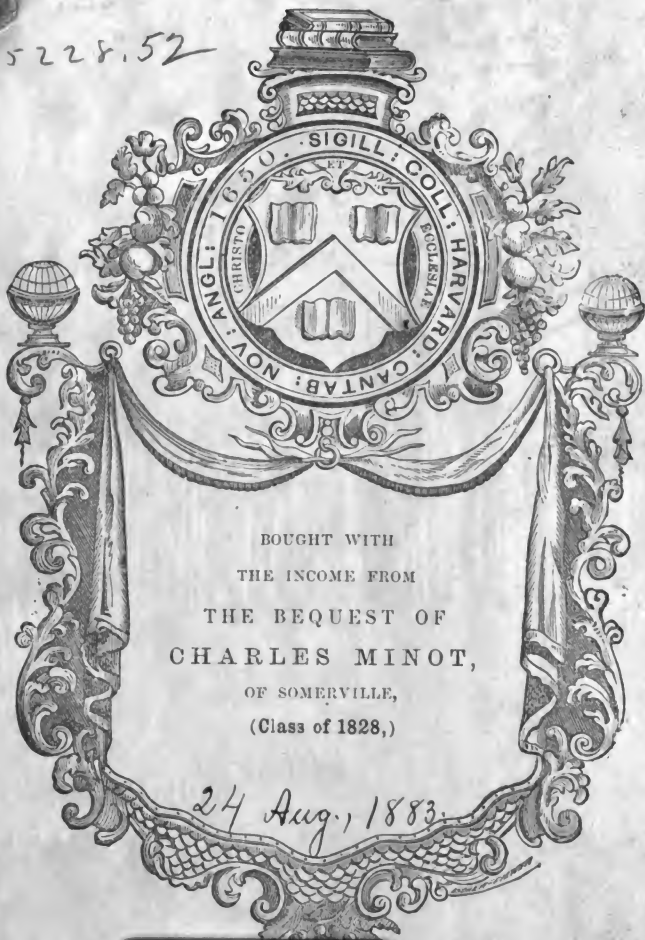 5228.52
SIGILL: COLL: HARVARD: CANTAB: NOV: ANGL: 1650.
CHRISTO
ET
ECCLESIAE
BOUGHT WITH
THE INCOME FROM
THE BEQUEST OF
CHARLES MINOT,
OF SOMERVILLE,
(Class of 1828,)
24 Aug., 1883.